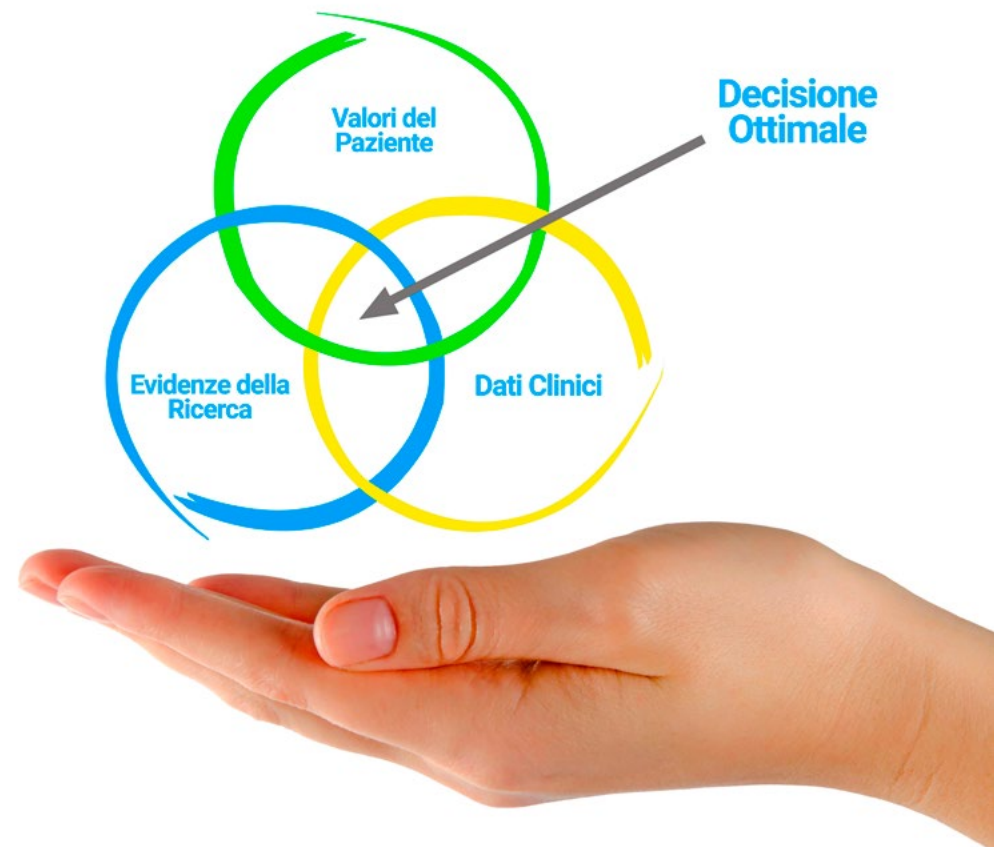 Valori del
Paziente
Decisione
Ottimale
Evidenze della
Ricerca
Dati Clinici